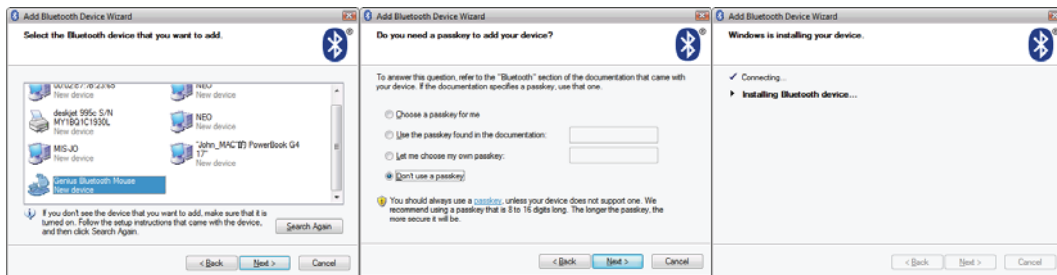 Add Bluetooth Device Wizard
Select the Bluetooth device that you want to add.
New device
NEO
New device
deskjet 995c S/N
MY1BQ1C1930L
New device
NEO
New device
MIS-JO
New device
PowerBook G4
17"
New device
Genius Bluetooth Mouse
New device
If you don't see the device that you want to add, make sure that it is
turned on. Follow the setup instructions that came with the device,
and then click Search Again.
Search Again
< Back
Next >
Cancel
Add Bluetooth Device Wizard
Do you need a passkey to add your device?
To answer this question, refer to the "Bluetooth" section of the documentation that came with
your device. If the documentation specifies a passkey, use that one.
Choose a passkey for me
Use the passkey found in the documentation:
Let me choose my own passkey:
Don't use a passkey
You should always use a passkey, unless your device does not support one. We
recommend using a passkey that is 8 to 16 digits long. The longer the passkey, the
more secure it will be.
< Back
Next >
Cancel
Add Bluetooth Device Wizard
Windows is installing your device.
Connecting...
Installing Bluetooth device...
< Back
Next >
Cancel